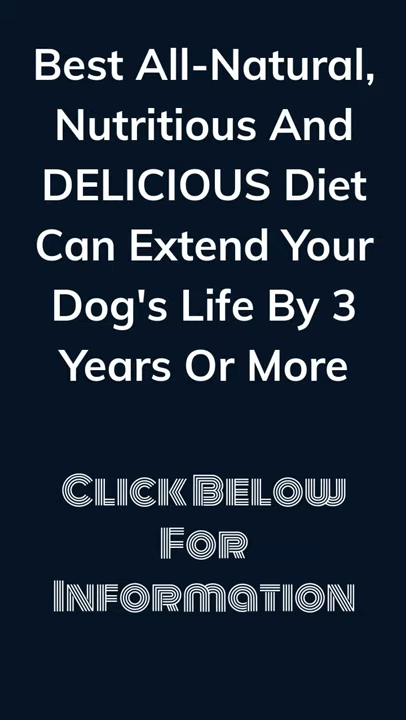 Best All-Natural,
Nutritious And
DELICIOUS Diet
Can Extend Your
Dog's Life By 3
Years Or More
Click Below
For
Information